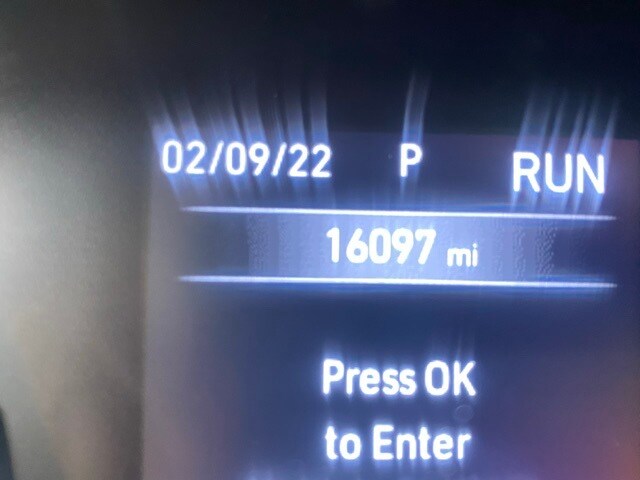 02/09/22 P RUN
16097 mi
Press OK
to Enter